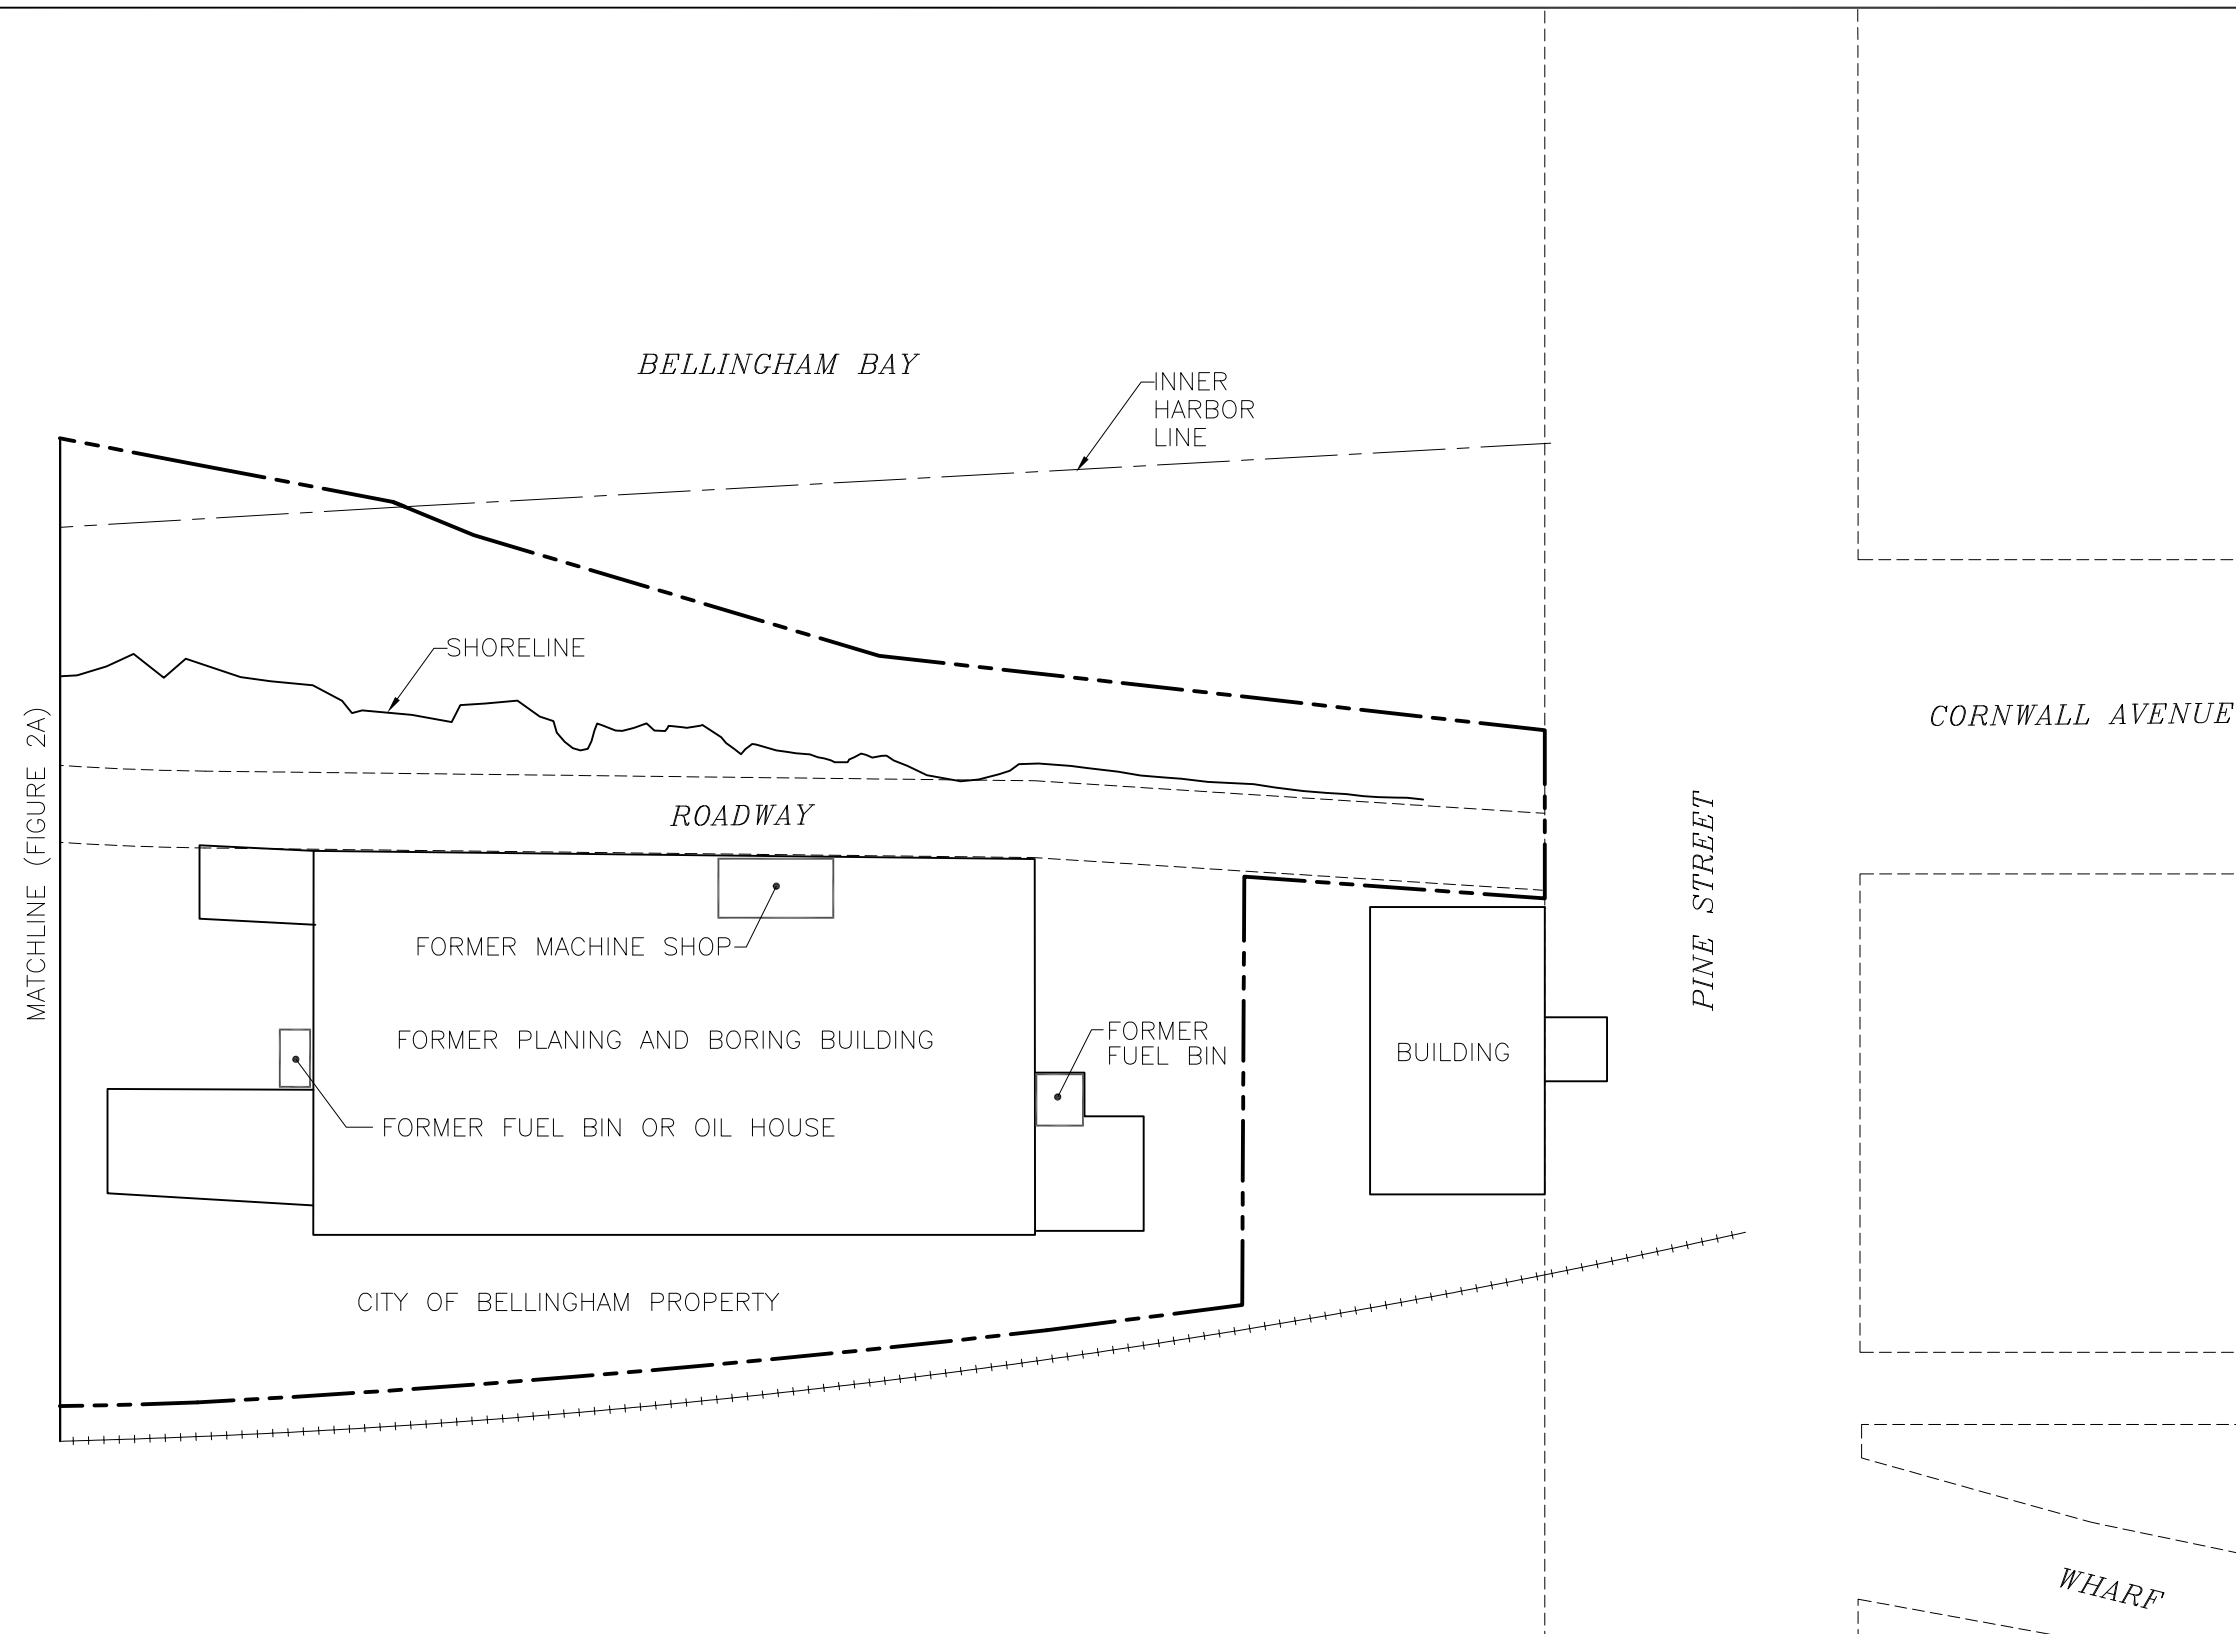 BELLINGHAM BAY
INNER
HARBOR
LINE
SHORELINE
MATCHLINE (FIGURE 2A)
CORNWALL AVENUE
ROADWAY
PINE STREET
FORMER MACHINE SHOP
FORMER PLANING AND BORING BUILDING
FORMER
FUEL BIN
BUILDING
FORMER FUEL BIN OR OIL HOUSE
CITY OF BELLINGHAM PROPERTY
WHARF